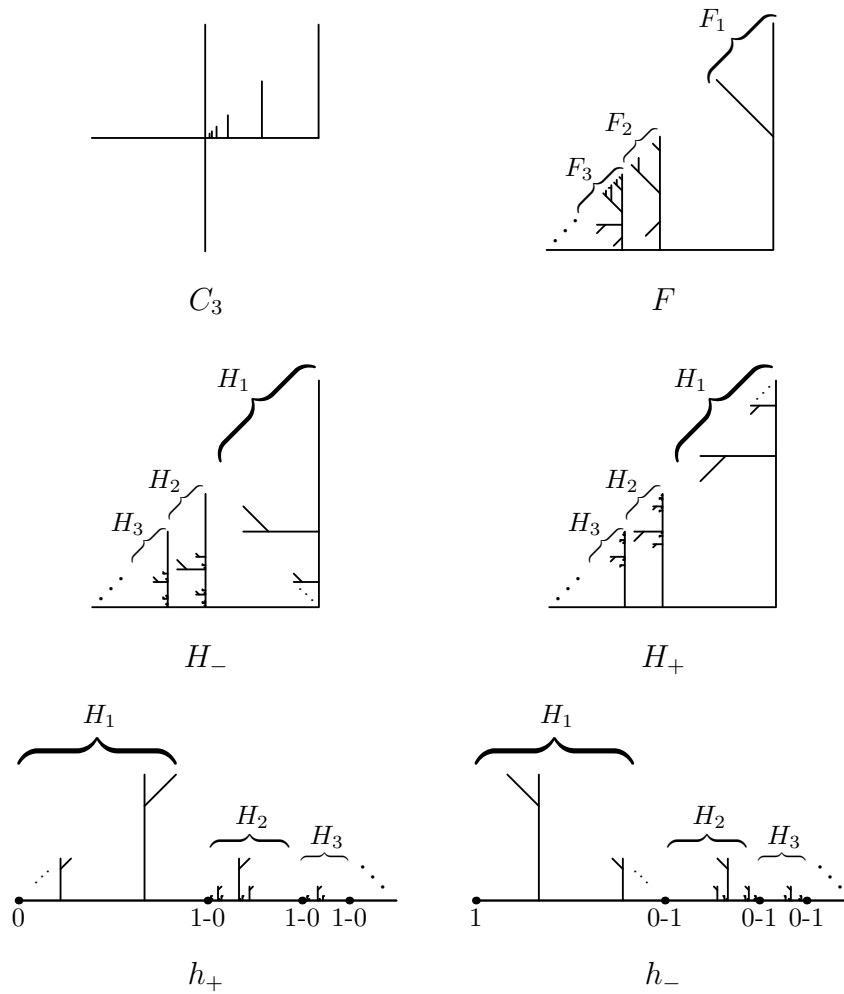 F₁
F₂
F₃
C₃
F
H₁
H₂
H₃
H₋
H₁
H₂
H₃
H₊
H₁
H₂
H₃
0 1-0 1-0 1-0
h₊
H₁
H₂
H₃
1 0-1 0-1 0-1
h₋